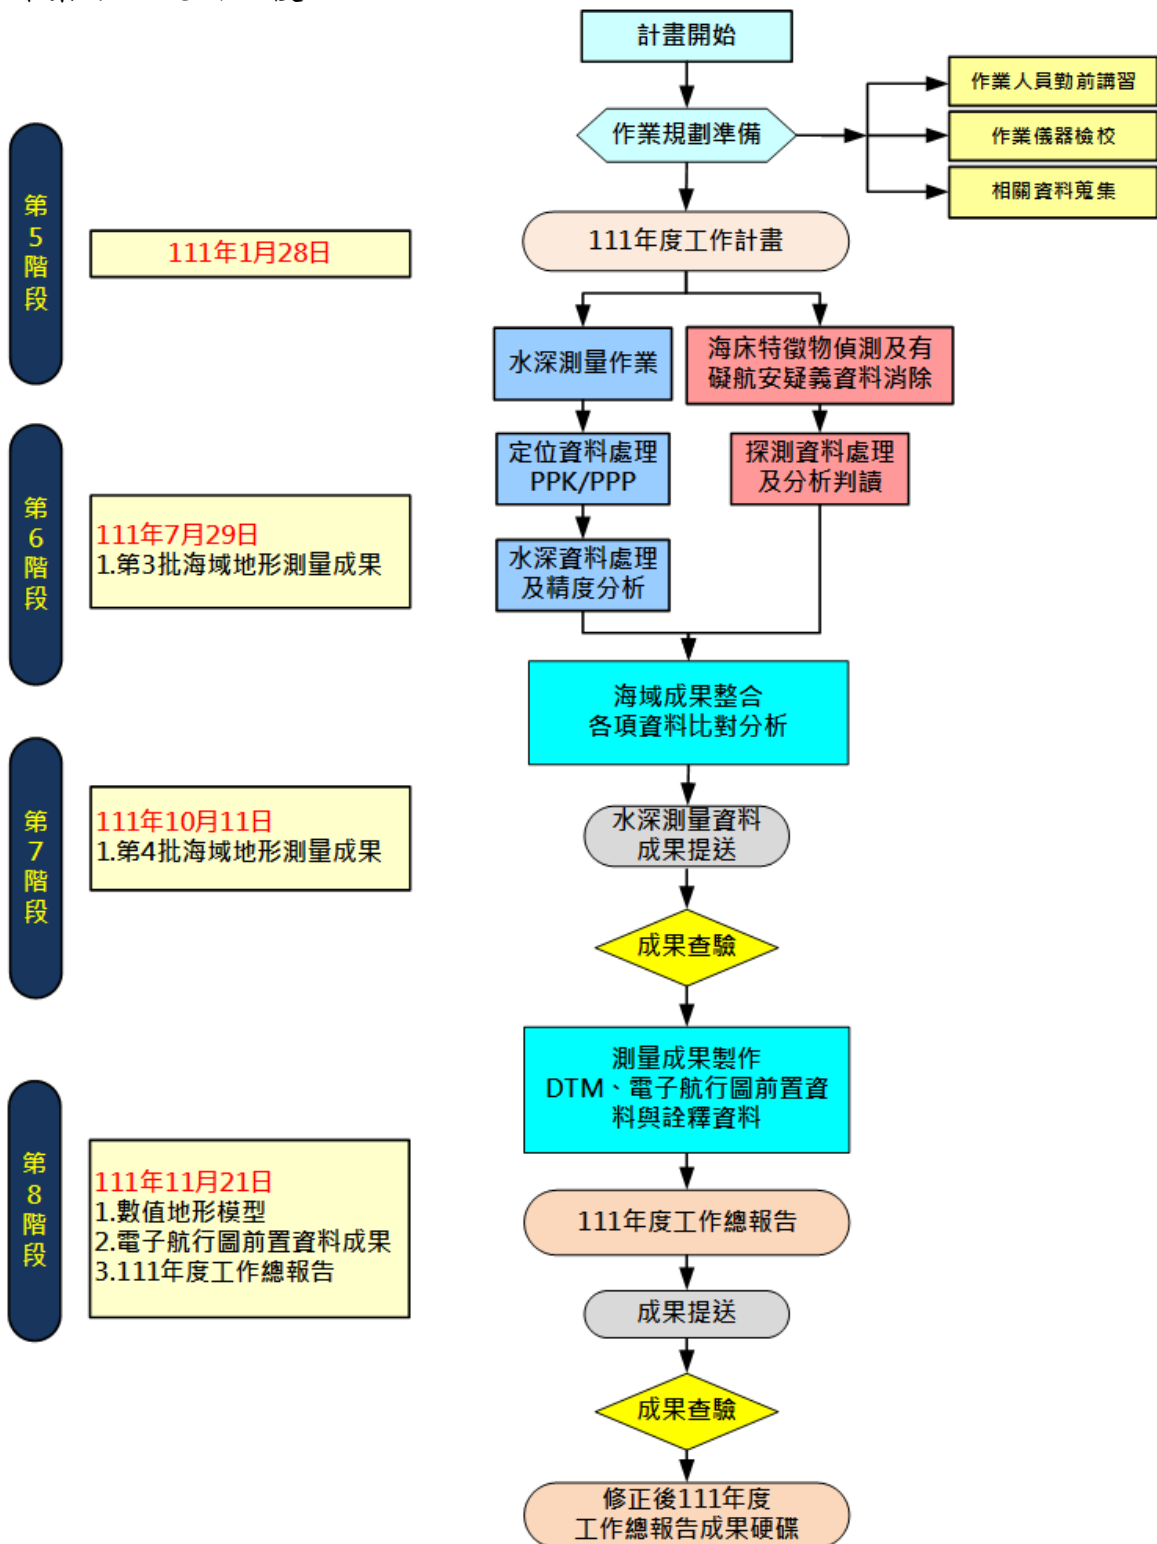 計畫開始
作業規劃準備
作業人員勤前講習
作業儀器檢校
相關資料蒐集
第5階段
111年1月28日
111年度工作計畫
水深測量作業
海床特徵物偵測及有
礙航安疑義資料消除
定位資料處理
PPK/PPP
探測資料處理
及分析判讀
第6階段
111年7月29日
1.第3批海域地形測量成果
水深資料處理
及精度分析
海域成果整合
各項資料比對分析
第7階段
111年10月11日
1.第4批海域地形測量成果
水深測量資料
成果提送
成果查驗
測量成果製作
DTM、電子航行圖前置資
料與詮釋資料
第8階段
111年11月21日
1.數值地形模型
2.電子航行圖前置資料成果
3.111年度工作總報告
111年度工作總報告
成果提送
成果查驗
修正後111年度
工作總報告成果硬碟